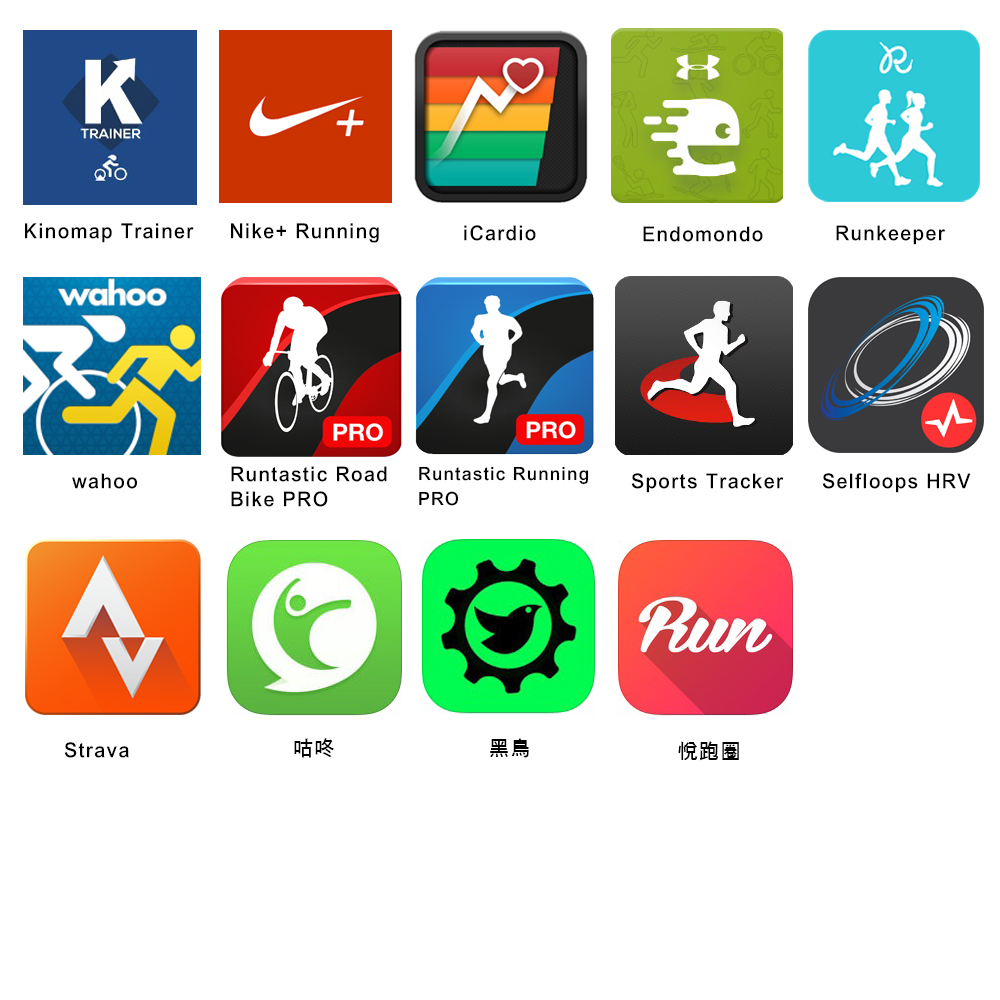 K
TRAINER
Kinomap Trainer
+
Nike+ Running
iCardio
Endomondo
R
Runkeeper
wahoo
wahoo
PRO
Runtastic Road
Bike PRO
PRO
Runtastic Running
PRO
Sports Tracker
Selfloops HRV
Strava
咕咚
黑鳥
Run
悅跑圈